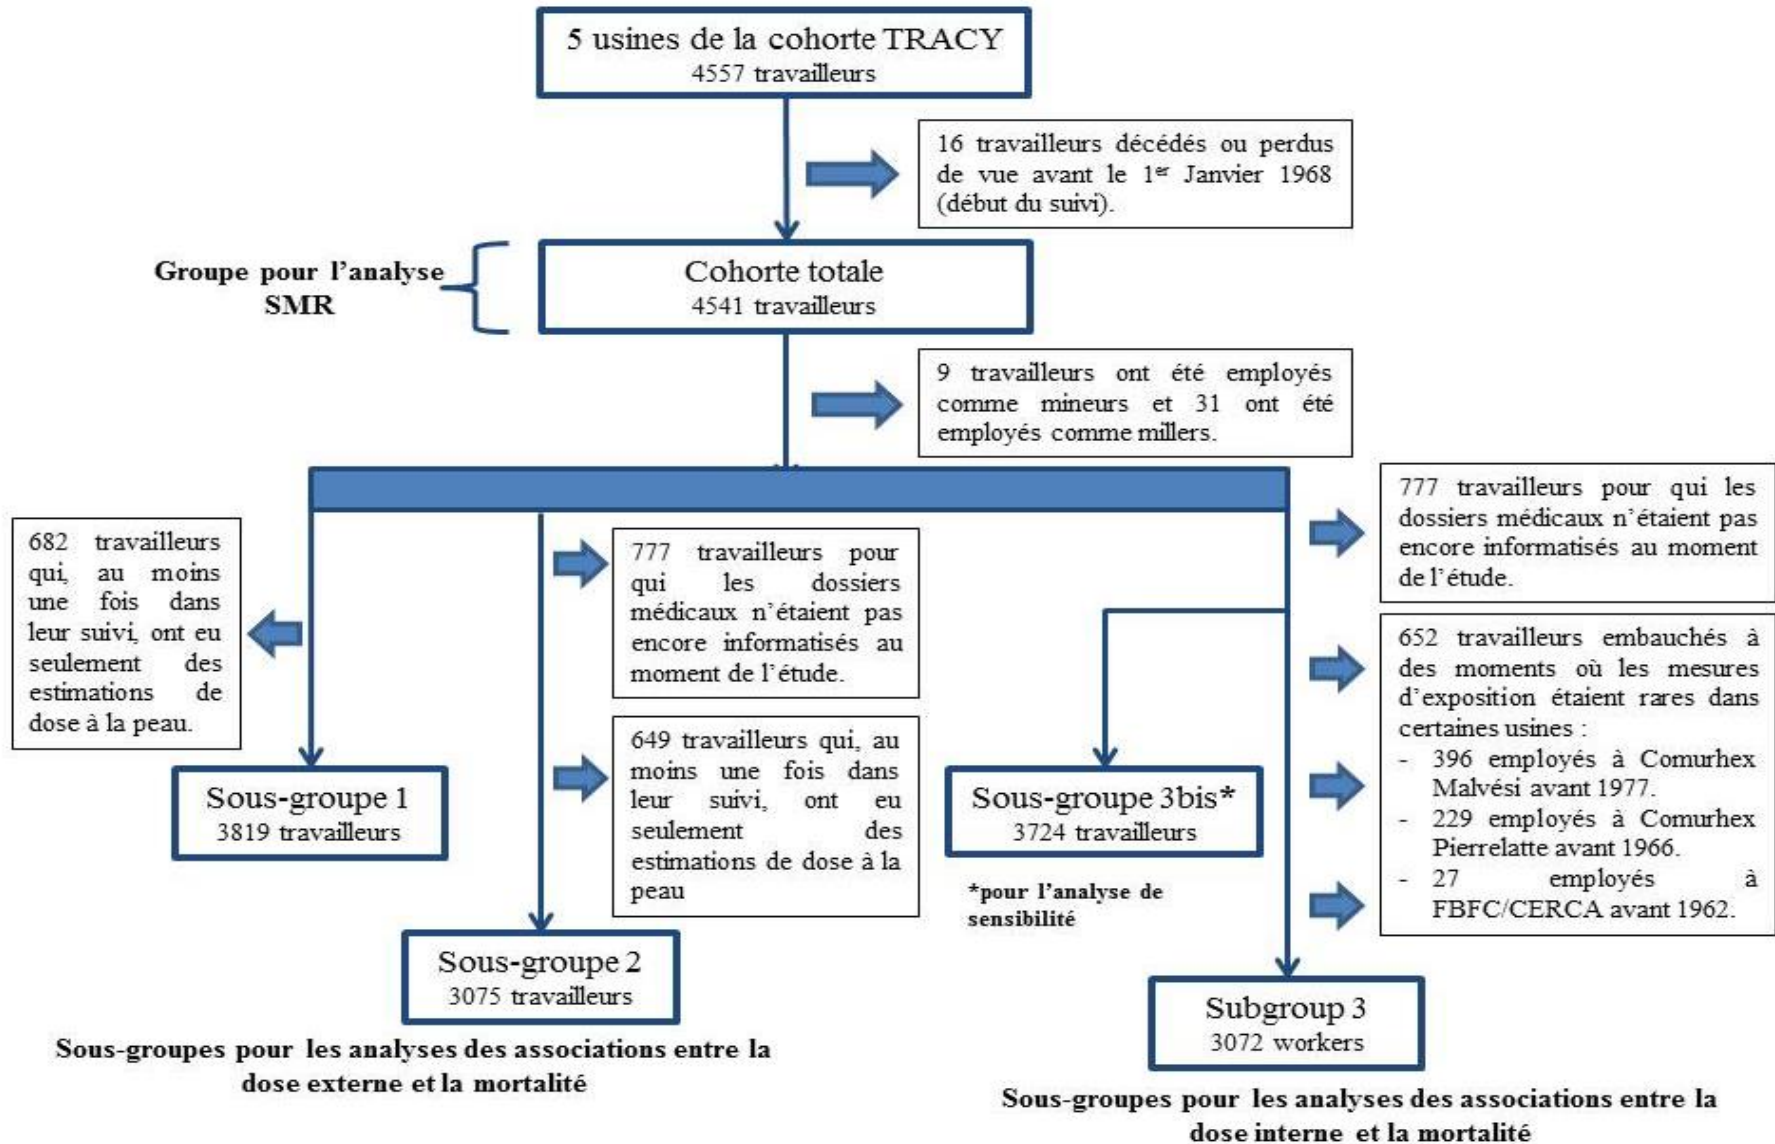 5 usines de la cohorte TRACY
4557 travailleurs
16 travailleurs décédés ou perdus
de vue avant le 1er Janvier 1968
(début du suivi).
Groupe pour l'analyse
SMR
Cohorte totale
4541 travailleurs
9 travailleurs ont été employés
comme mineurs et 31 ont été
employés comme millers.
682 travailleurs
qui, au moins
une fois dans
leur suivi, ont eu
seulement des
estimations de
dose à la peau.
777 travailleurs pour
qui les dossiers
médicaux n'étaient pas
encore informatisés au
moment de l'étude.
777 travailleurs pour qui les
dossiers médicaux n'étaient pas
encore informatisés au moment
de l'étude.
649 travailleurs qui, au
moins une fois dans
leur suivi, ont eu
seulement des
estimations de dose à la
peau
652 travailleurs embauchés à
des moments où les mesures
d'exposition étaient rares dans
certaines usines :
- 396 employés à Comurhex
Malvési avant 1977.
- 229 employés à Comurhex
Pierrelatte avant 1966.
- 27 employés à
FBFC/CERCA avant 1962.
Sous-groupe 1
3819 travailleurs
Sous-groupe 3bis*
3724 travailleurs
*pour l'analyse de
sensibilité
Sous-groupe 2
3075 travailleurs
Subgroup 3
3072 workers
Sous-groupes pour les analyses des associations entre la
dose externe et la mortalité
Sous-groupes pour les analyses des associations entre la
dose interne et la mortalité